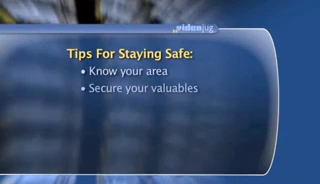 videojug
Tips For Staying Safe:
• Know your area
• Secure your valuables